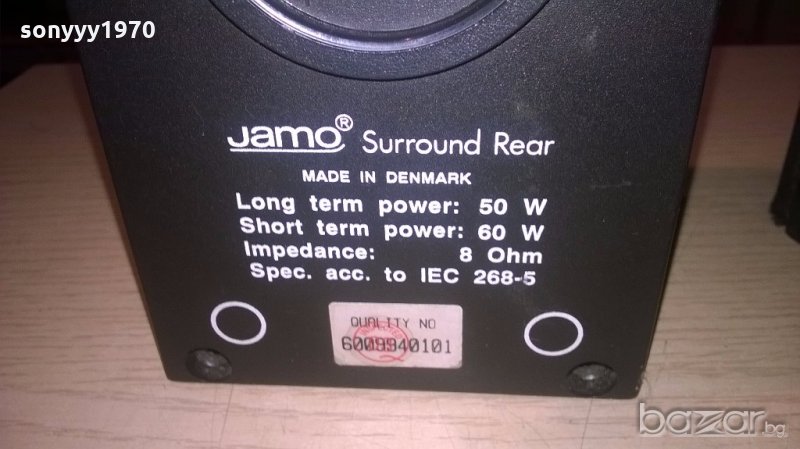 sonyyy1970
Jamo® Surround Rear
MADE IN DENMARK
Long term power: 50 W
Short term power: 60 W
Impedance: 8 Ohm
Spec. acc. to IEC 268-5
QUALITY NO
6009940101
bazar.bg